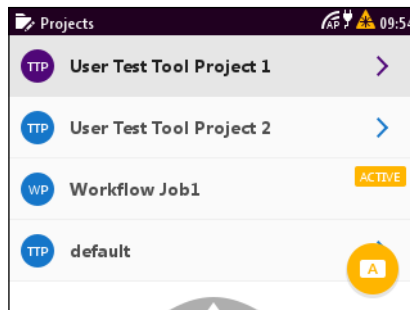 Projects
AP
09:54
TTP User Test Tool Project 1
TTP User Test Tool Project 2
WP Workflow Job1
ACTIVE
TTP default
A